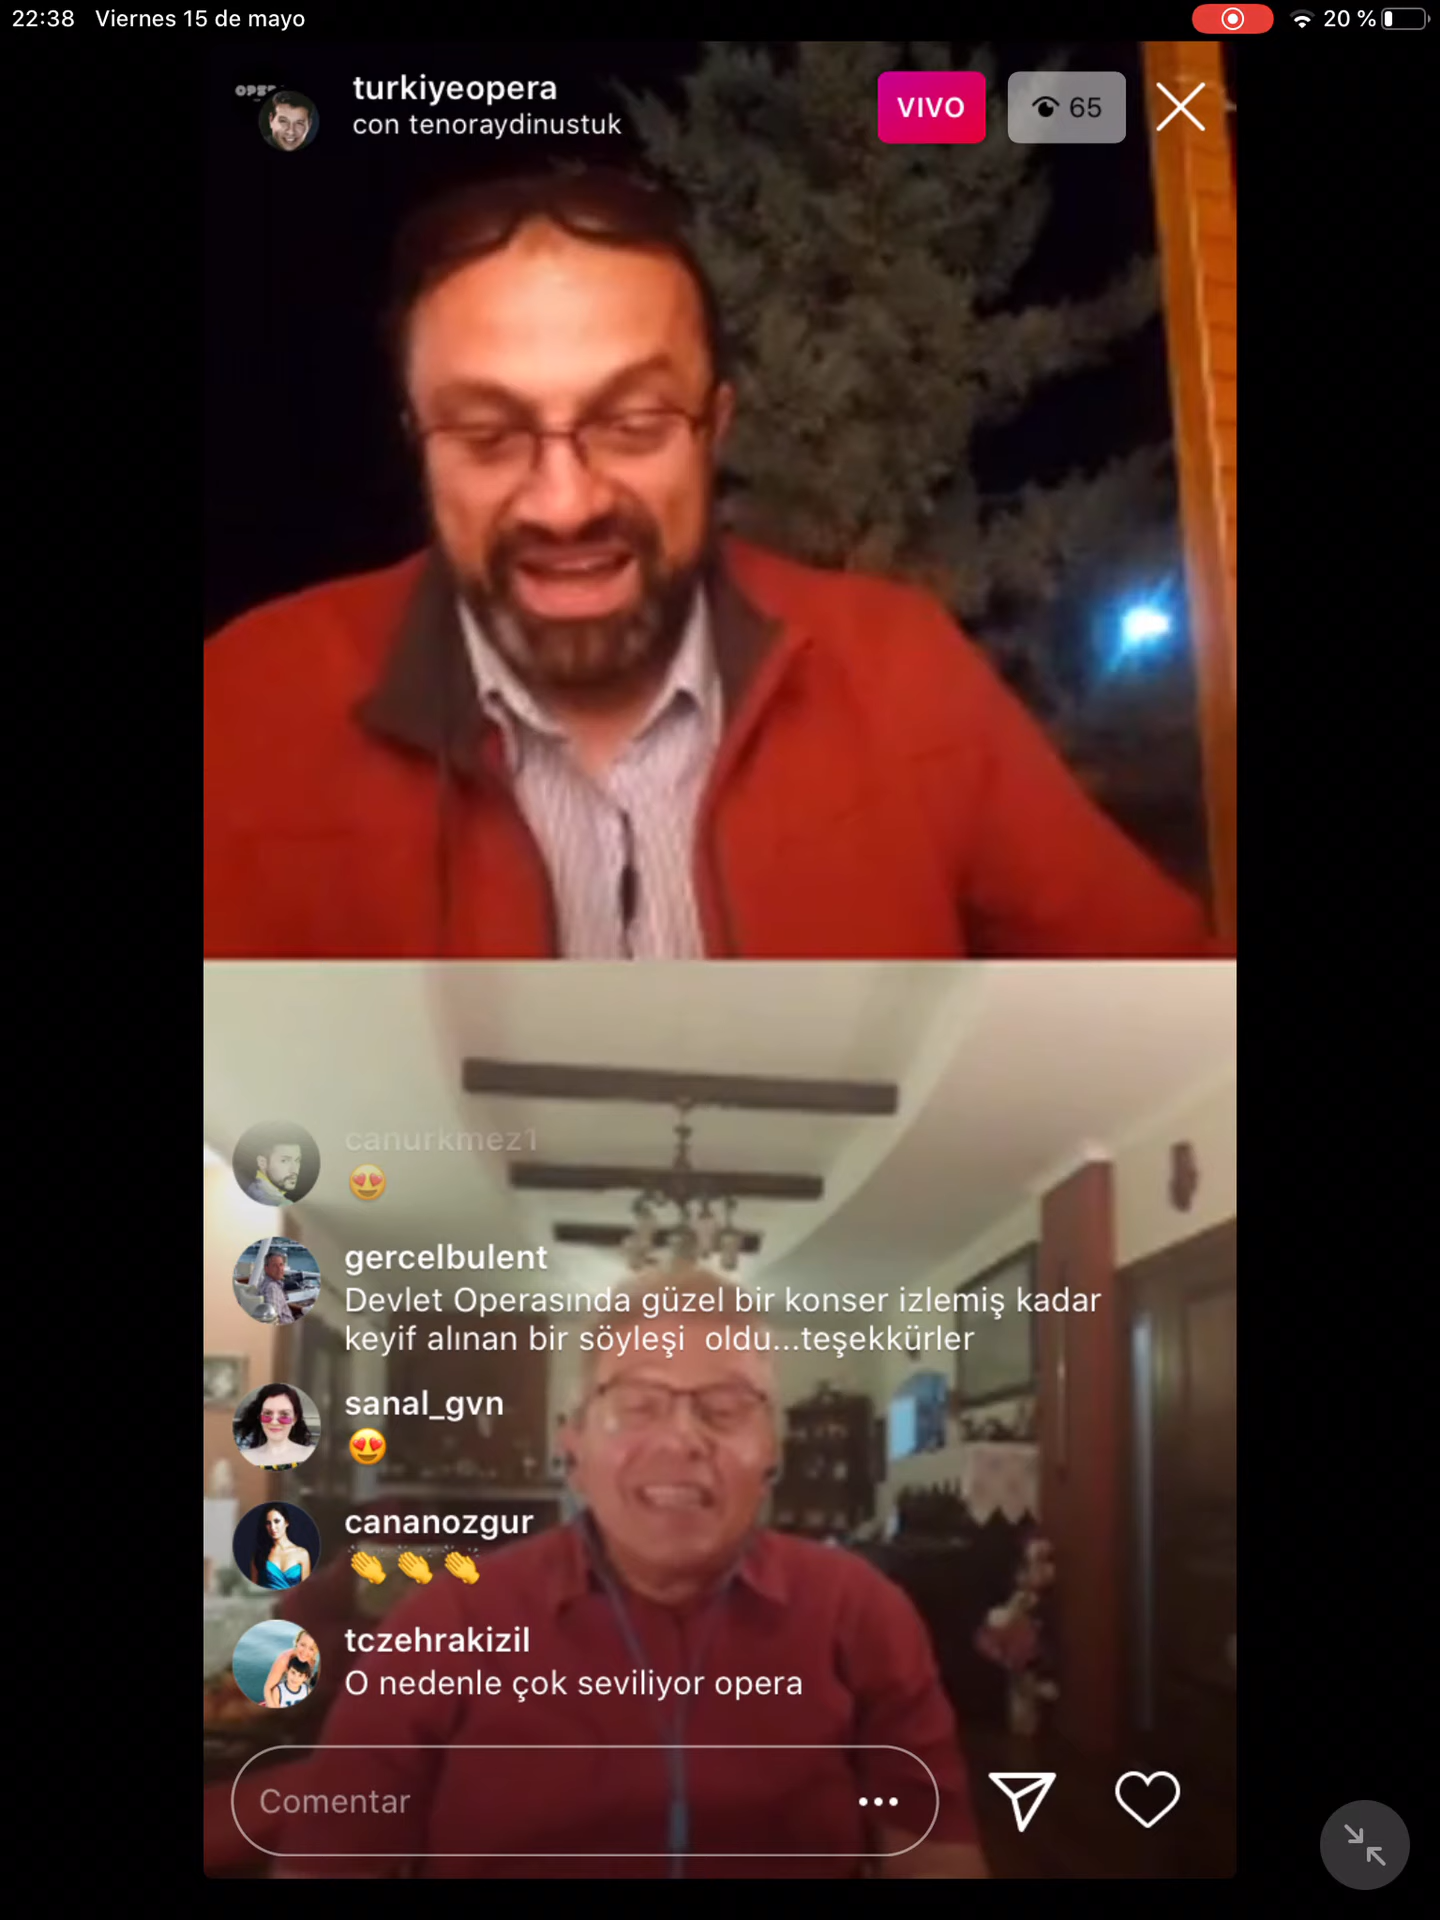 22:38 Viernes 15 de mayo
20 %
turkiyeopera
con tenoraydinustuk
VIVO
65
canurkmez1
😍
gercelbulent
Devlet Operasında güzel bir konser izlemiş kadar
keyif alınan bir söyleşi oldu...teşekkürler
sanal_gvn
😍
cananozgur
👏👏👏
tczehrakizil
O nedenle çok seviliyor opera
Comentar